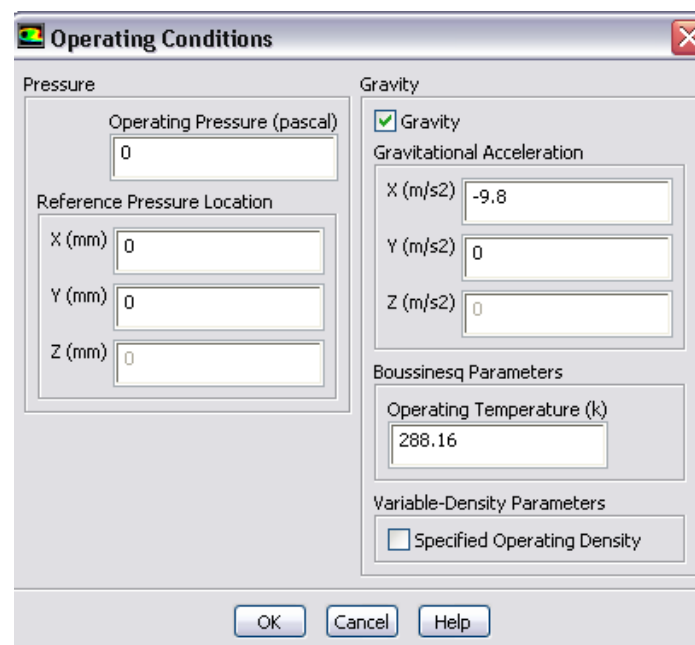 Operating Conditions
Pressure
Operating Pressure (pascal)
0
Reference Pressure Location
X (mm) 0
Y (mm) 0
Z (mm) 0
Gravity
Gravity
Gravitational Acceleration
X (m/s2) -9.8
Y (m/s2) 0
Z (m/s2) 0
Boussinesq Parameters
Operating Temperature (k)
288.16
Variable-Density Parameters
Specified Operating Density
OK Cancel Help